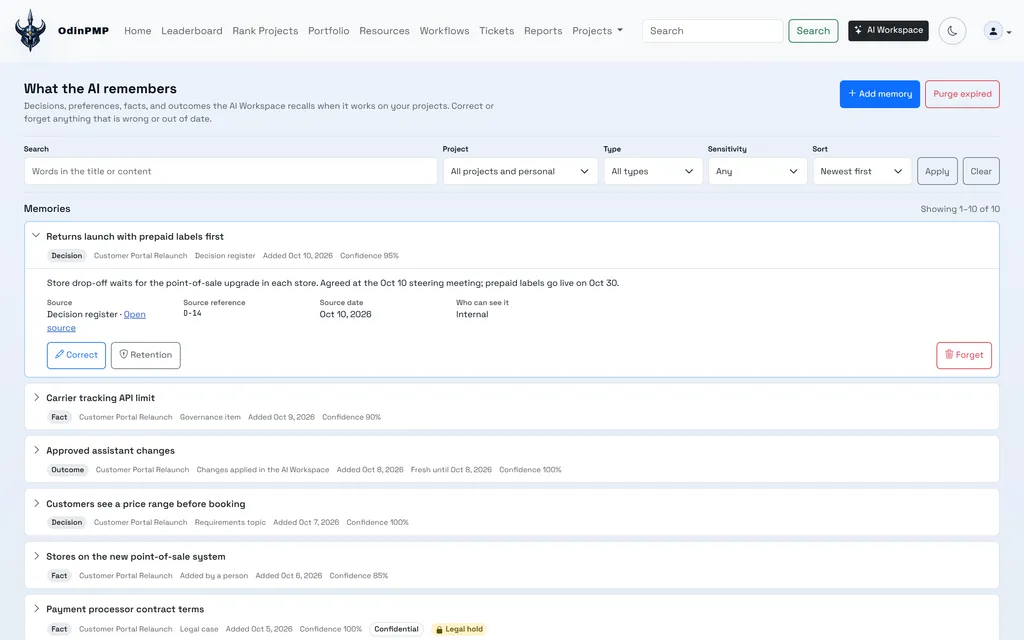 OdinPMP Home Leaderboard Rank Projects Portfolio Resources Workflows Tickets Reports Projects Search Search AI Workspace
What the AI remembers
Decisions, preferences, facts, and outcomes the AI Workspace recalls when it works on your projects. Correct or
forget anything that is wrong or out of date.
+ Add memory Purge expired
Search Project Type Sensitivity Sort
Words in the title or content All projects and personal All types Any Newest first Apply Clear
Memories Showing 1–10 of 10
Returns launch with prepaid labels first
Decision Customer Portal Relaunch Decision register Added Oct 10, 2026 Confidence 95%
Store drop-off waits for the point-of-sale upgrade in each store. Agreed at the Oct 10 steering meeting; prepaid labels go live on Oct 30.
Source Source reference Source date Who can see it
Decision register · Open D-14 Oct 10, 2026 Internal
source
Correct Retention Forget
Carrier tracking API limit
Fact Customer Portal Relaunch Governance item Added Oct 9, 2026 Confidence 90%
Approved assistant changes
Outcome Customer Portal Relaunch Changes applied in the AI Workspace Added Oct 8, 2026 Fresh until Oct 8, 2026 Confidence 100%
Customers see a price range before booking
Decision Customer Portal Relaunch Requirements topic Added Oct 7, 2026 Confidence 100%
Stores on the new point-of-sale system
Fact Customer Portal Relaunch Added by a person Added Oct 6, 2026 Confidence 85%
Payment processor contract terms
Fact Customer Portal Relaunch Legal case Added Oct 5, 2026 Confidence 100% Confidential Legal hold